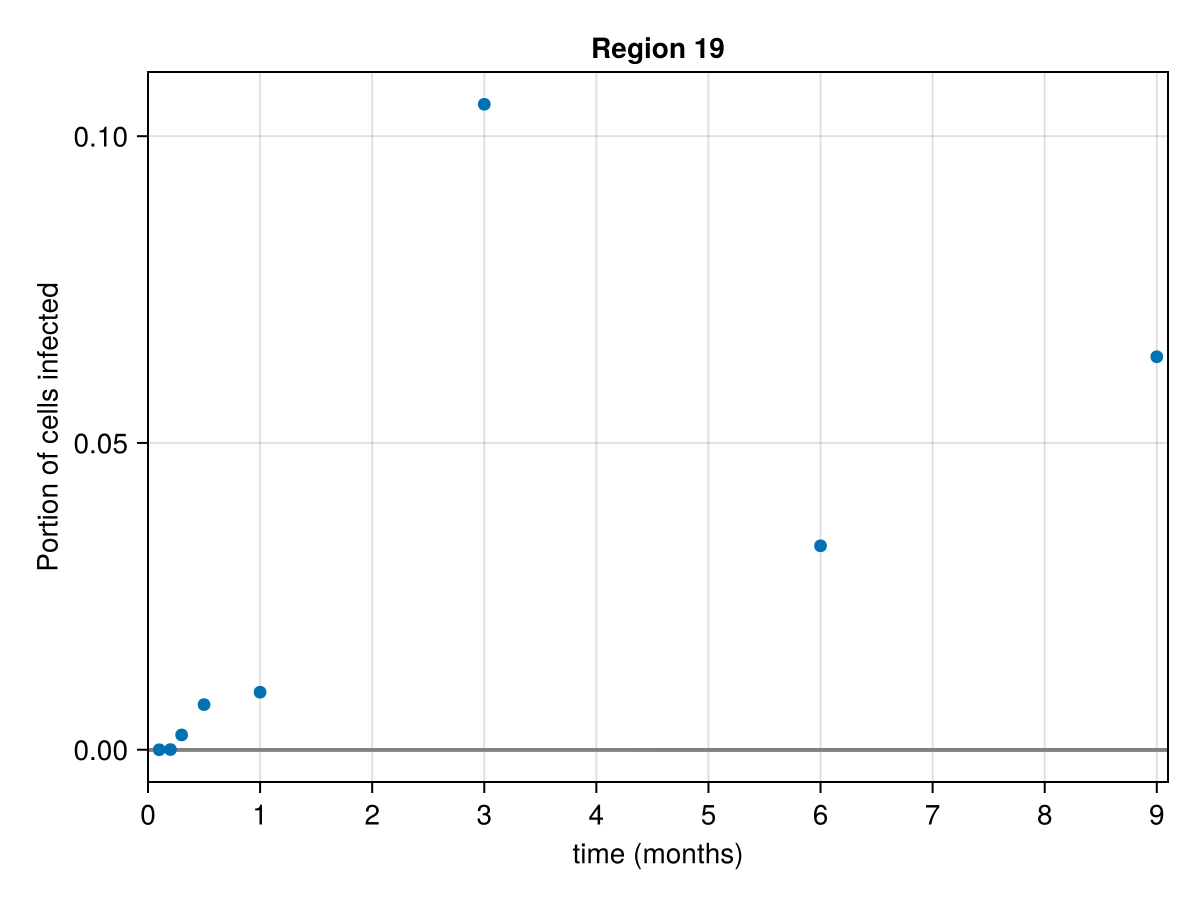 Region 19
0.10
0.05
0.00
Portion of cells infected
0 1 2 3 4 5 6 7 8 9
time (months)